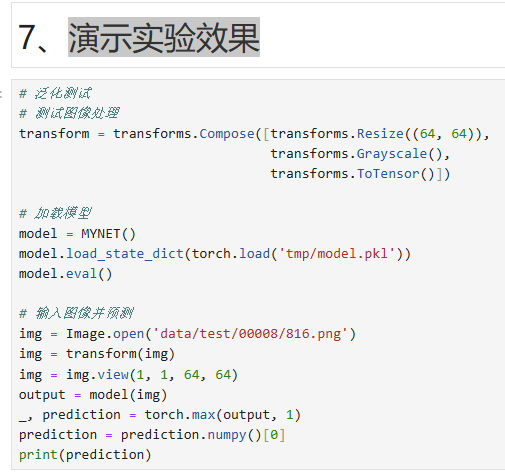 7、演示实验效果
# 泛化测试
# 测试图像处理
transform = transforms.Compose([transforms.Resize((64, 64)),
                                transforms.Grayscale(),
                                transforms.ToTensor()])
# 加载模型
model = MYNET()
model.load_state_dict(torch.load('tmp/model.pkl'))
model.eval()
# 输入图像并预测
img = Image.open('data/test/00008/816.png')
img = transform(img)
img = img.view(1, 1, 64, 64)
output = model(img)
_, prediction = torch.max(output, 1)
prediction = prediction.numpy()[0]
print(prediction)